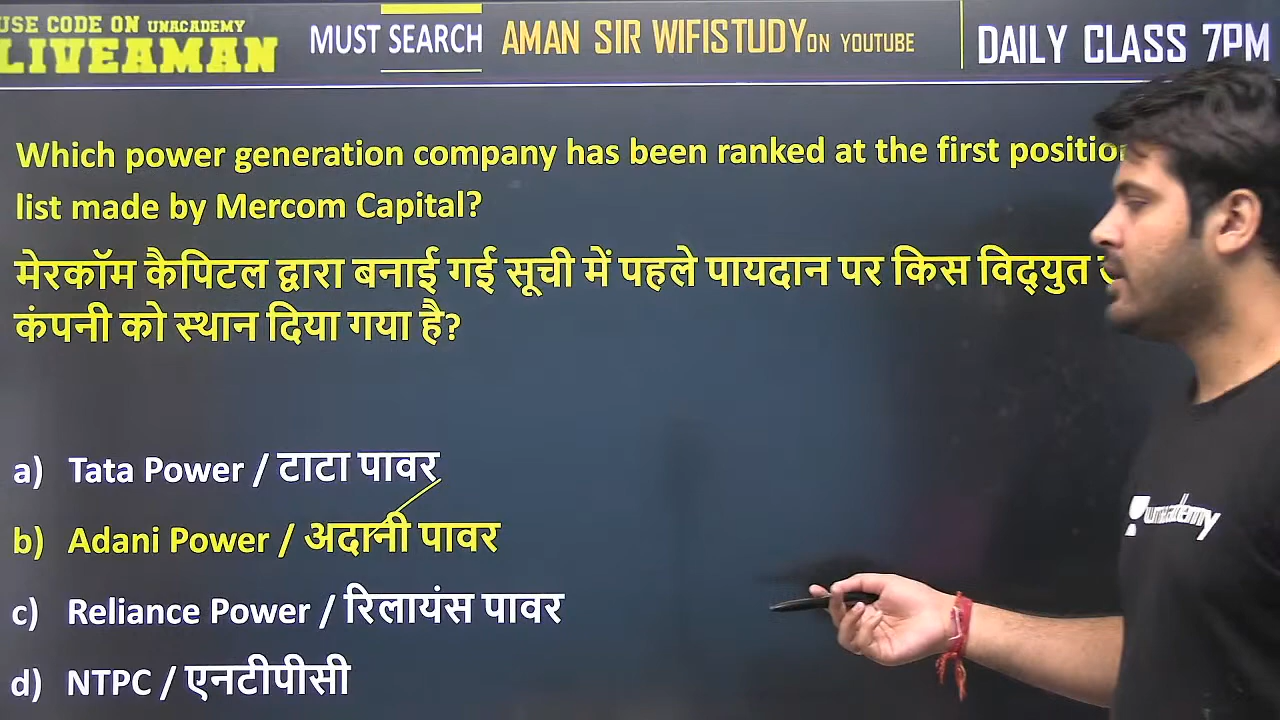 USE CODE ON UNACADEMY
LIVEAMAN
MUST SEARCH
AMAN SIR WIFISTUDY ON YOUTUBE
DAILY CLASS 7PM
Which power generation company has been ranked at the first position
list made by Mercom Capital?
मेरकॉम कैपिटल द्वारा बनाई गई सूची में पहले पायदान पर किस विद्युत
कंपनी को स्थान दिया गया है?
a) Tata Power / टाटा पावर
b) Adani Power / अदानी पावर
c) Reliance Power / रिलायंस पावर
d) NTPC / एनटीपीसी
unacademy